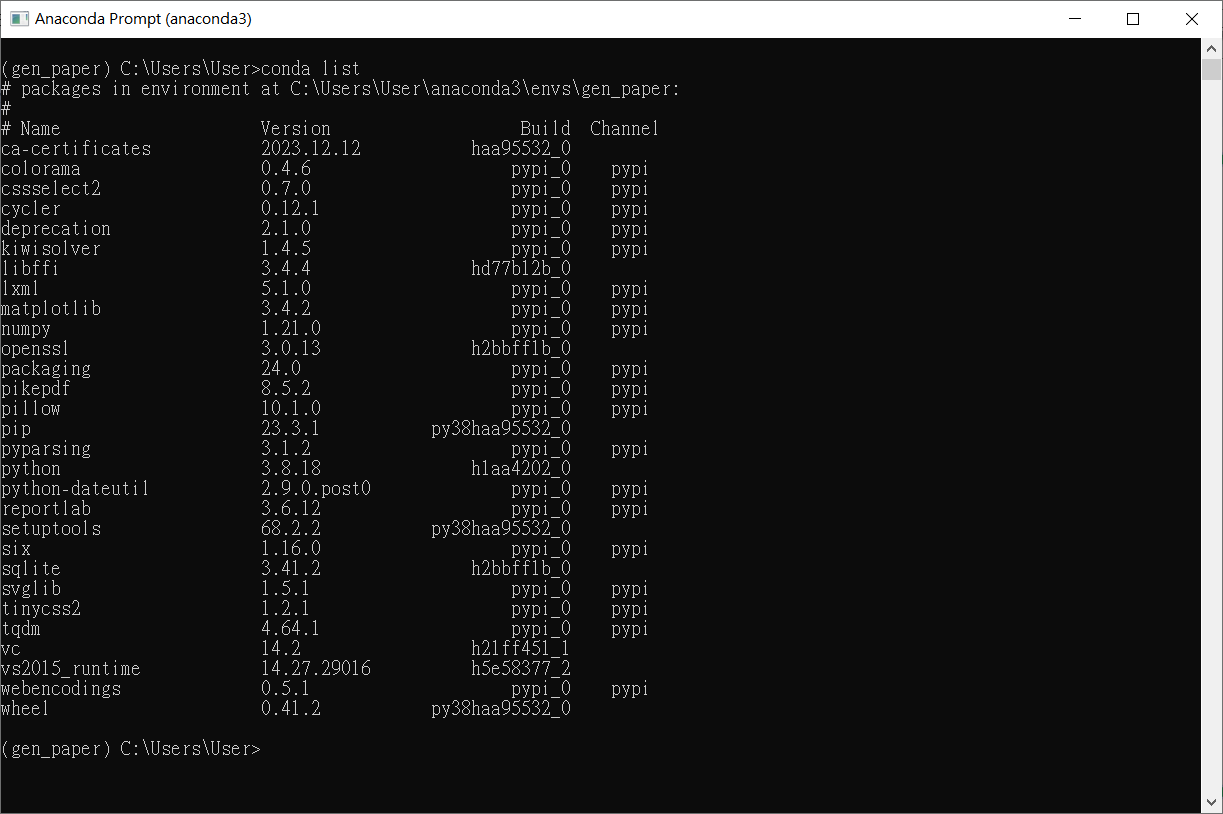 Anaconda Prompt (anaconda3)
(gen_paper) C:\Users\User>conda list
# packages in environment at C:\Users\User\anaconda3\envs\gen_paper:
#
# Name                    Version                   Build  Channel
ca-certificates           2023.12.12           haa95532_0
colorama                  0.4.6                    pypi_0    pypi
cssselect2                0.7.0                    pypi_0    pypi
cycler                    0.12.1                   pypi_0    pypi
deprecation               2.1.0                    pypi_0    pypi
kiwisolver                1.4.5                    pypi_0    pypi
libffi                    3.4.4                hd77b12b_0
lxml                      5.1.0                    pypi_0    pypi
matplotlib                3.4.2                    pypi_0    pypi
numpy                     1.21.0                   pypi_0    pypi
openssl                   3.0.13               h2bbff1b_0
packaging                 24.0                     pypi_0    pypi
pikepdf                   8.5.2                    pypi_0    pypi
pillow                    10.1.0                   pypi_0    pypi
pip                       23.3.1           py38haa95532_0
pyparsing                 3.1.2                    pypi_0    pypi
python                    3.8.18               h1aa4202_0
python-dateutil           2.9.0.post0              pypi_0    pypi
reportlab                 3.6.12                   pypi_0    pypi
setuptools                68.2.2           py38haa95532_0
six                       1.16.0                   pypi_0    pypi
sqlite                    3.41.2               h2bbff1b_0
svglib                    1.5.1                    pypi_0    pypi
tinycss2                  1.2.1                    pypi_0    pypi
tqdm                      4.64.1                   pypi_0    pypi
vc                        14.2                 h21ff451_1
vs2015_runtime            14.27.29016          h5e58377_2
webencodings              0.5.1                    pypi_0    pypi
wheel                     0.41.2           py38haa95532_0
(gen_paper) C:\Users\User>